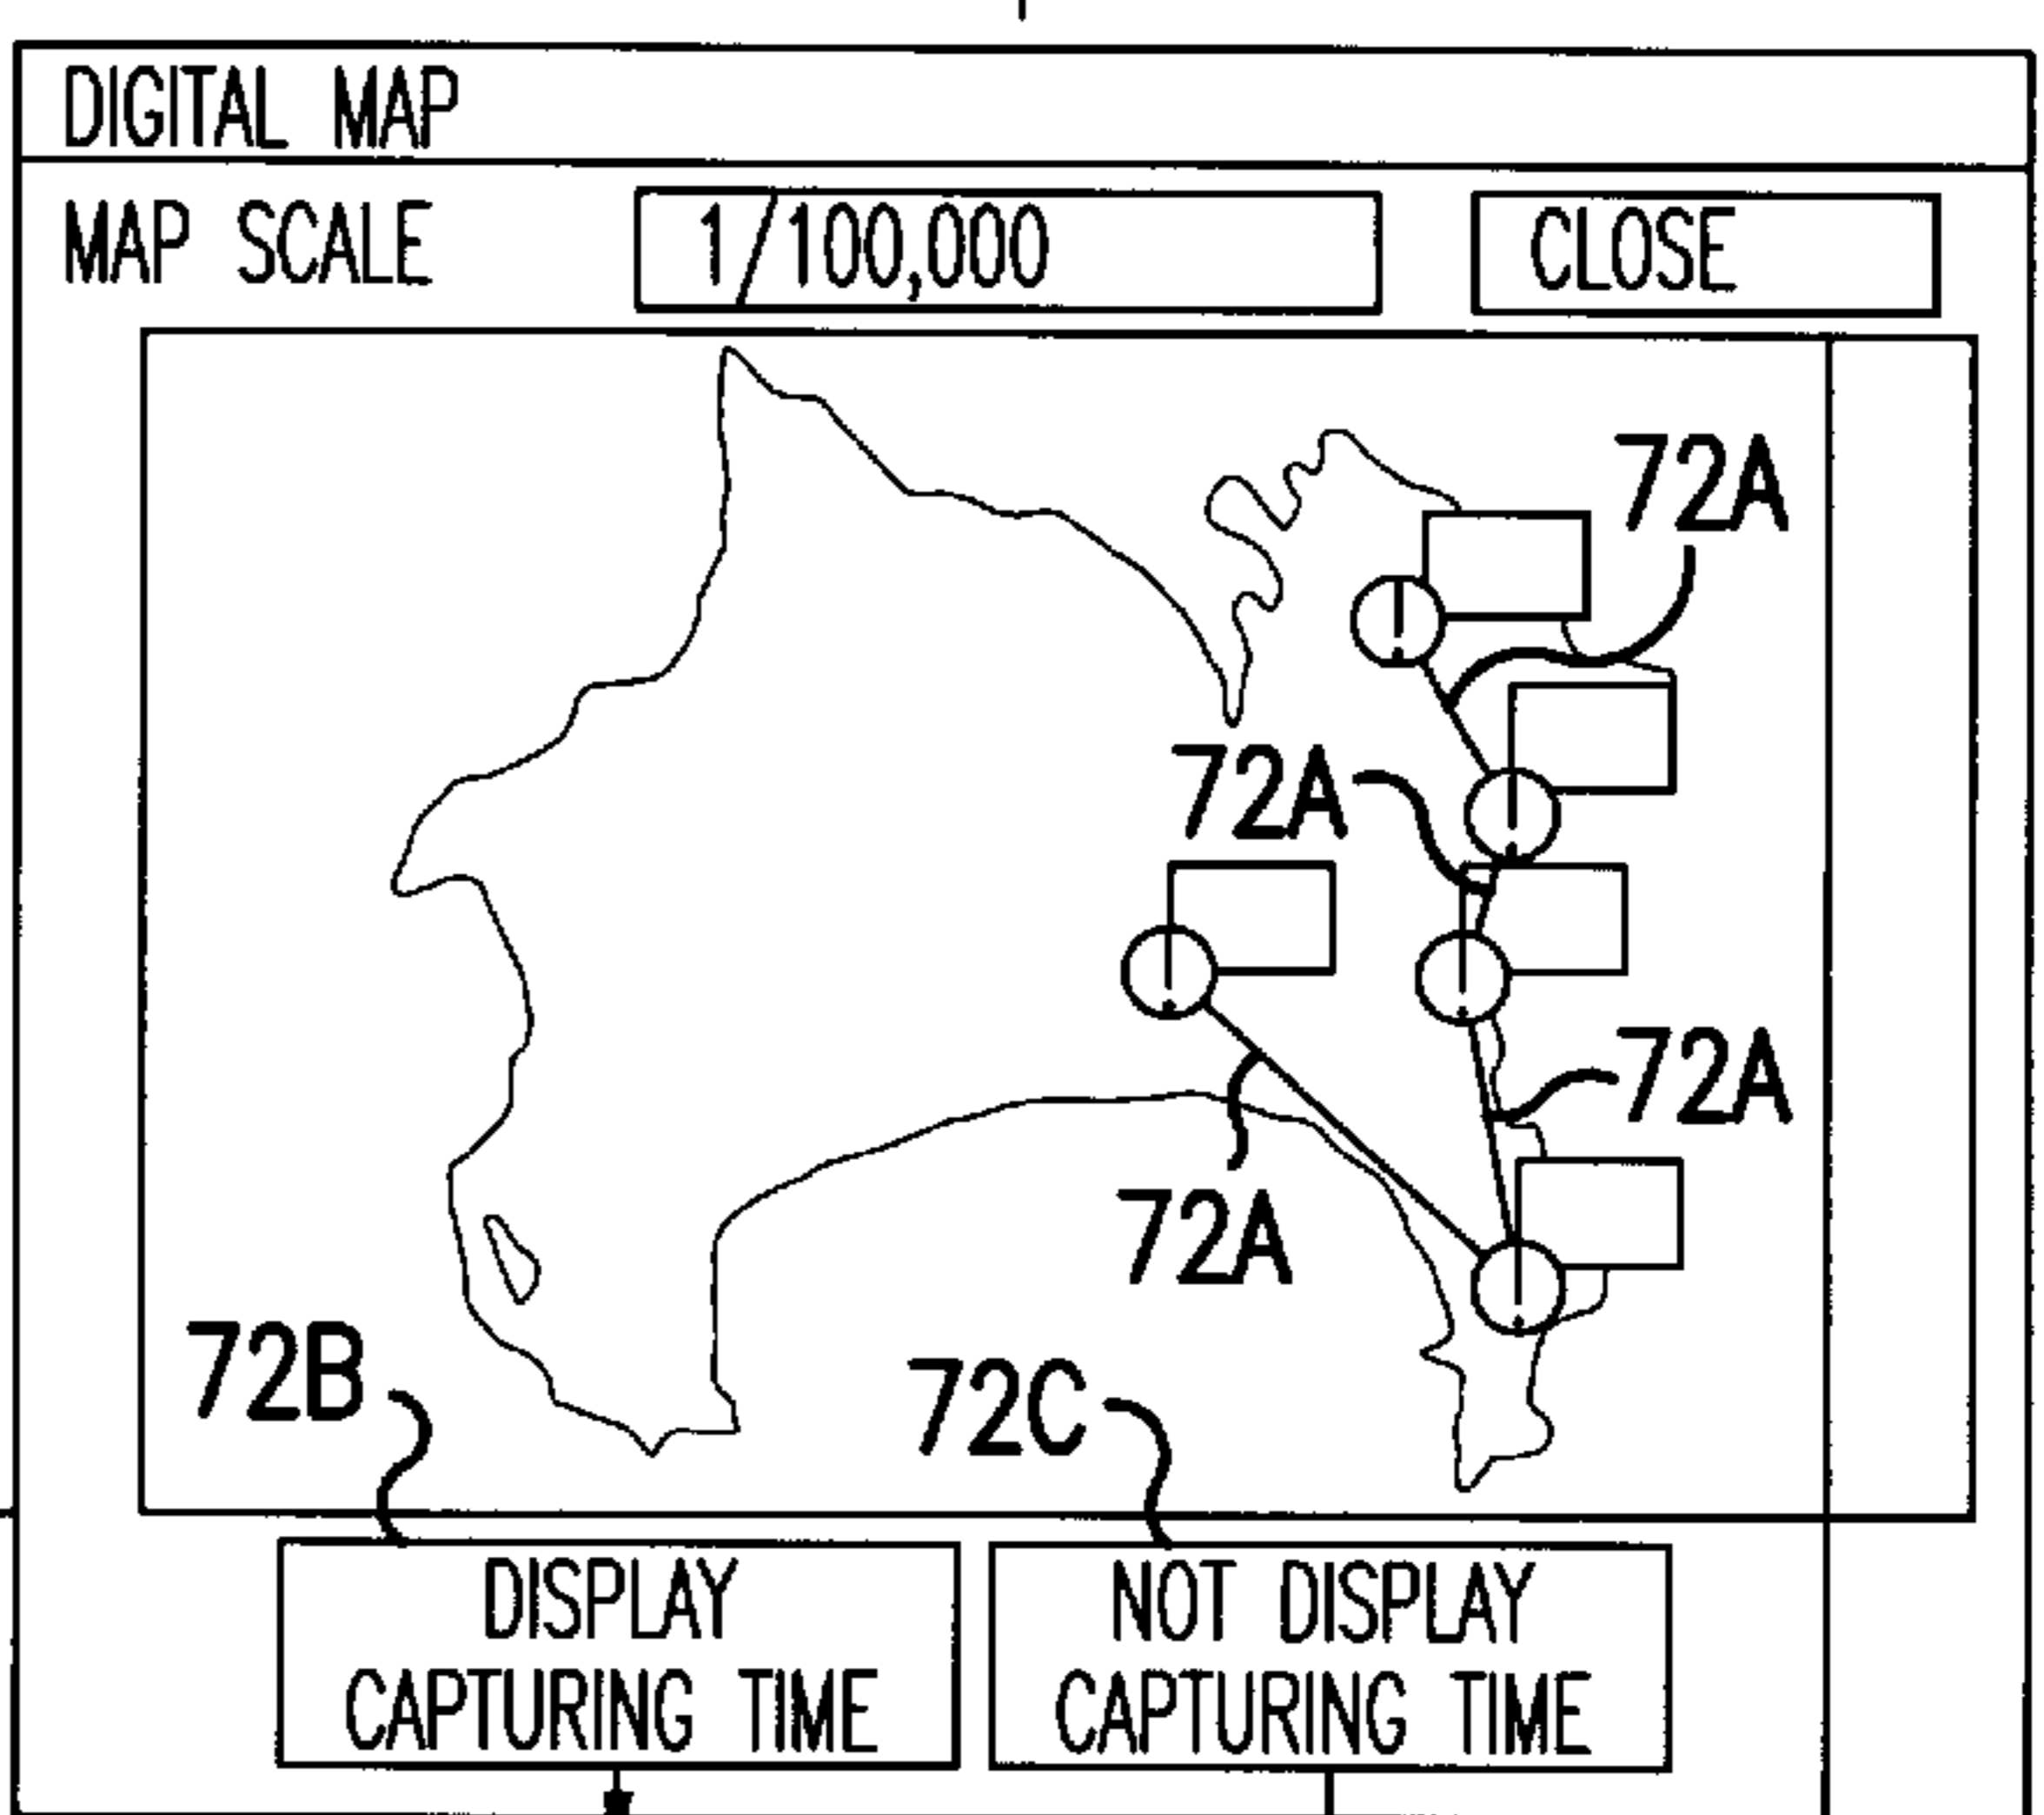 DIGITAL MAP
MAP SCALE 1/100,000 CLOSE
72A
72A
72A
72A
72B 72C
DISPLAY CAPTURING TIME
NOT DISPLAY CAPTURING TIME